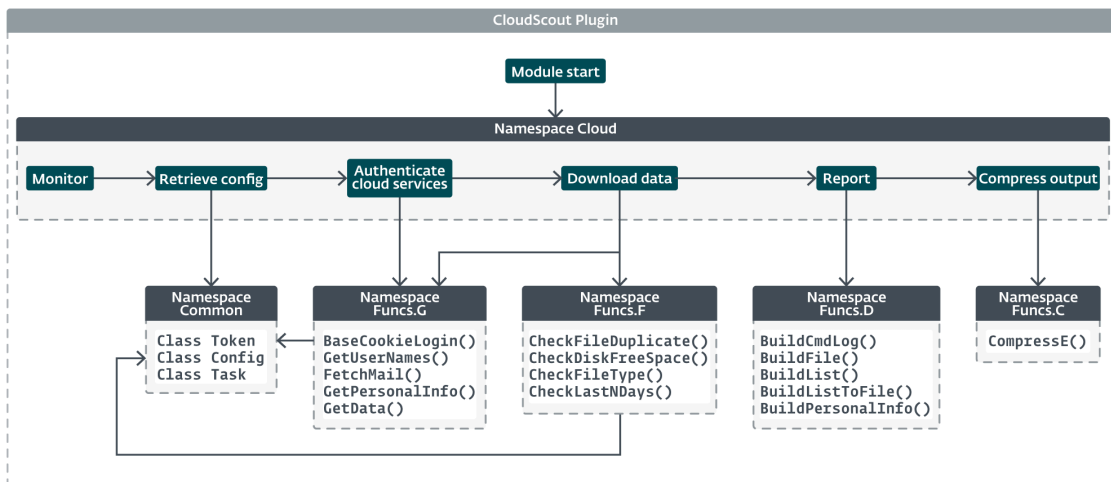 CloudScout Plugin
Module start
Namespace Cloud
Monitor
Retrieve config
Authenticate
cloud services
Download data
Report
Compress output
Namespace
Common
Class Token
Class Config
Class Task
Namespace
Funcs.G
BaseCookieLogin()
GetUserNames()
FetchMail()
GetPersonalInfo()
GetData()
Namespace
Funcs.F
CheckFileDuplicate()
CheckDiskFreeSpace()
CheckFileType()
CheckLastNDays()
Namespace
Funcs.D
BuildCmdLog()
BuildFile()
BuildList()
BuildListToFile()
BuildPersonalInfo()
Namespace
Funcs.C
CompressE()